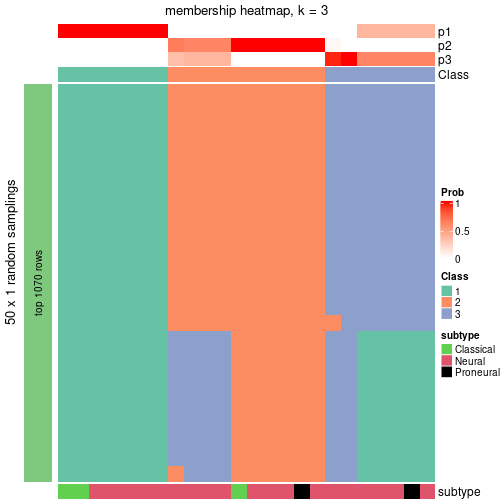 membership heatmap, k = 3
p1
p2
p3
Class
50 x 1 random samplings
top 1070 rows
Prob
1
0.5
0
Class
1
2
3
subtype
Classical
Neural
Proneural
subtype